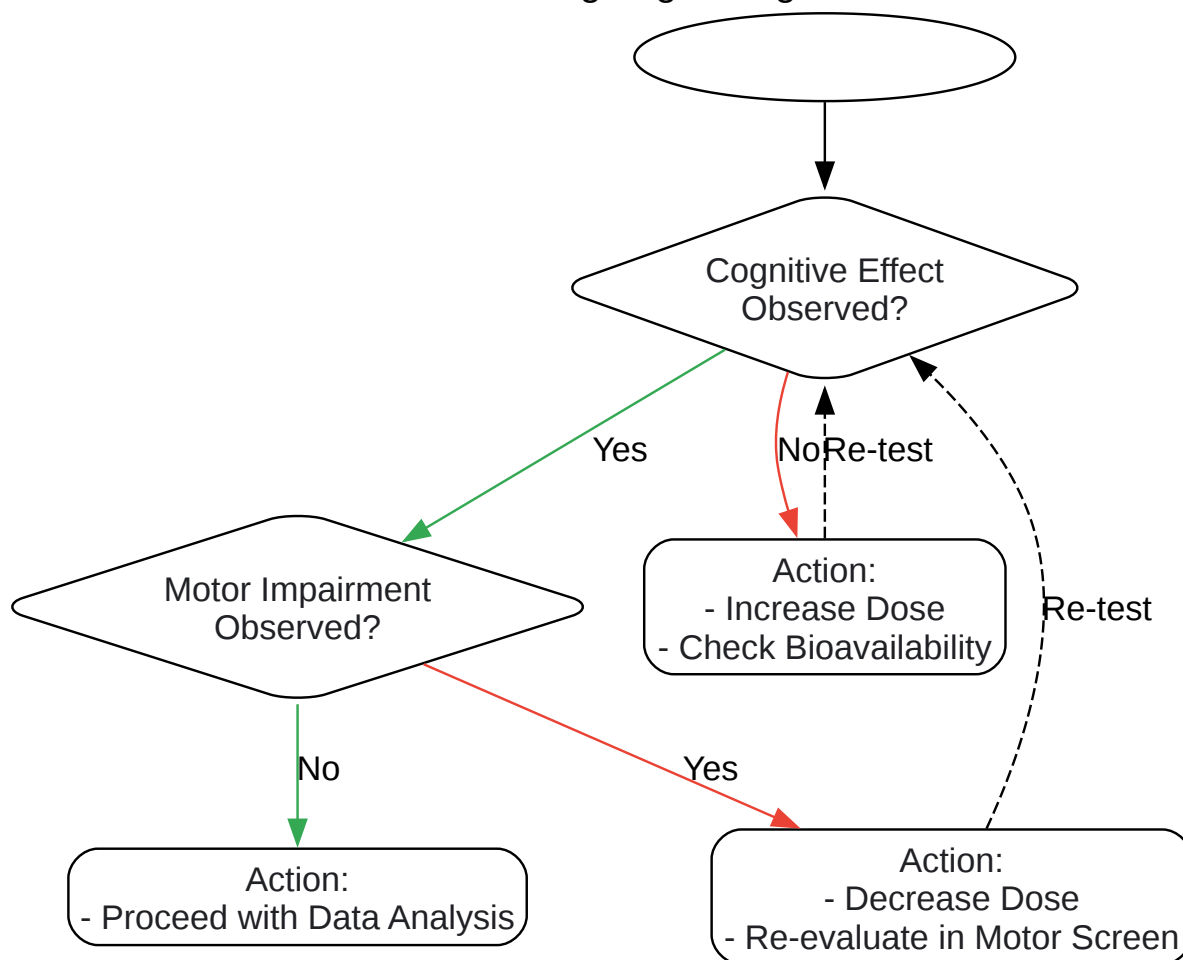 Cognitive Effect
Observed?
Yes
No
Re-test
Motor Impairment
Observed?
Action:
- Increase Dose
- Check Bioavailability
Re-test
No
Yes
Action:
- Proceed with Data Analysis
Action:
- Decrease Dose
- Re-evaluate in Motor Screen